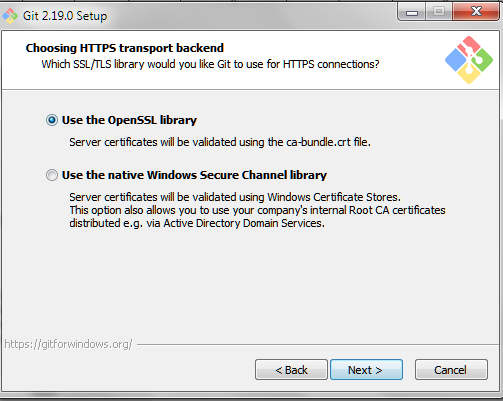 Git 2.19.0 Setup
Choosing HTTPS transport backend
Which SSL/TLS library would you like Git to use for HTTPS connections?
Use the OpenSSL library
Server certificates will be validated using the ca-bundle.crt file.
Use the native Windows Secure Channel library
Server certificates will be validated using Windows Certificate Stores.
This option also allows you to use your company's internal Root CA certificates
distributed e.g. via Active Directory Domain Services.
https://gitforwindows.org/
< Back Next > Cancel